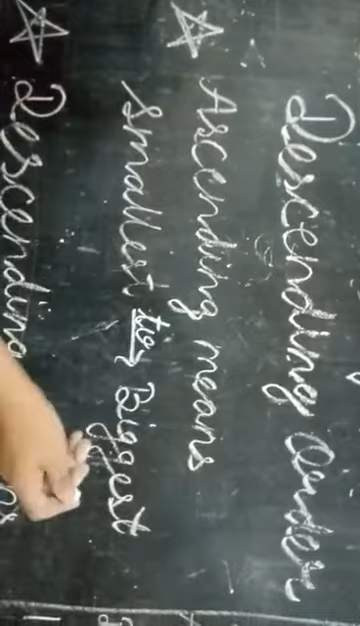 Descending order
☆ Ascending means
smallest to Biggest
☆ Descending